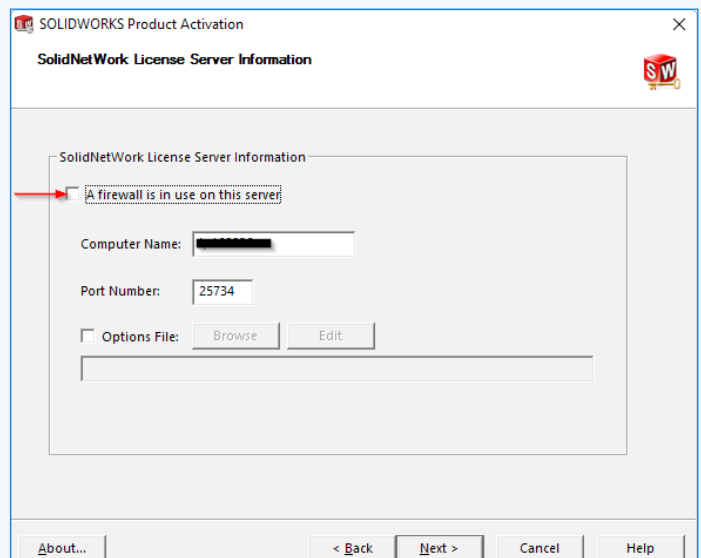 SOLIDWORKS Product Activation
SolidNetWork License Server Information
SW
SolidNetWork License Server Information
A firewall is in use on this server
Computer Name:
Port Number: 25734
Options File: Browse Edit
About... < Back Next > Cancel Help